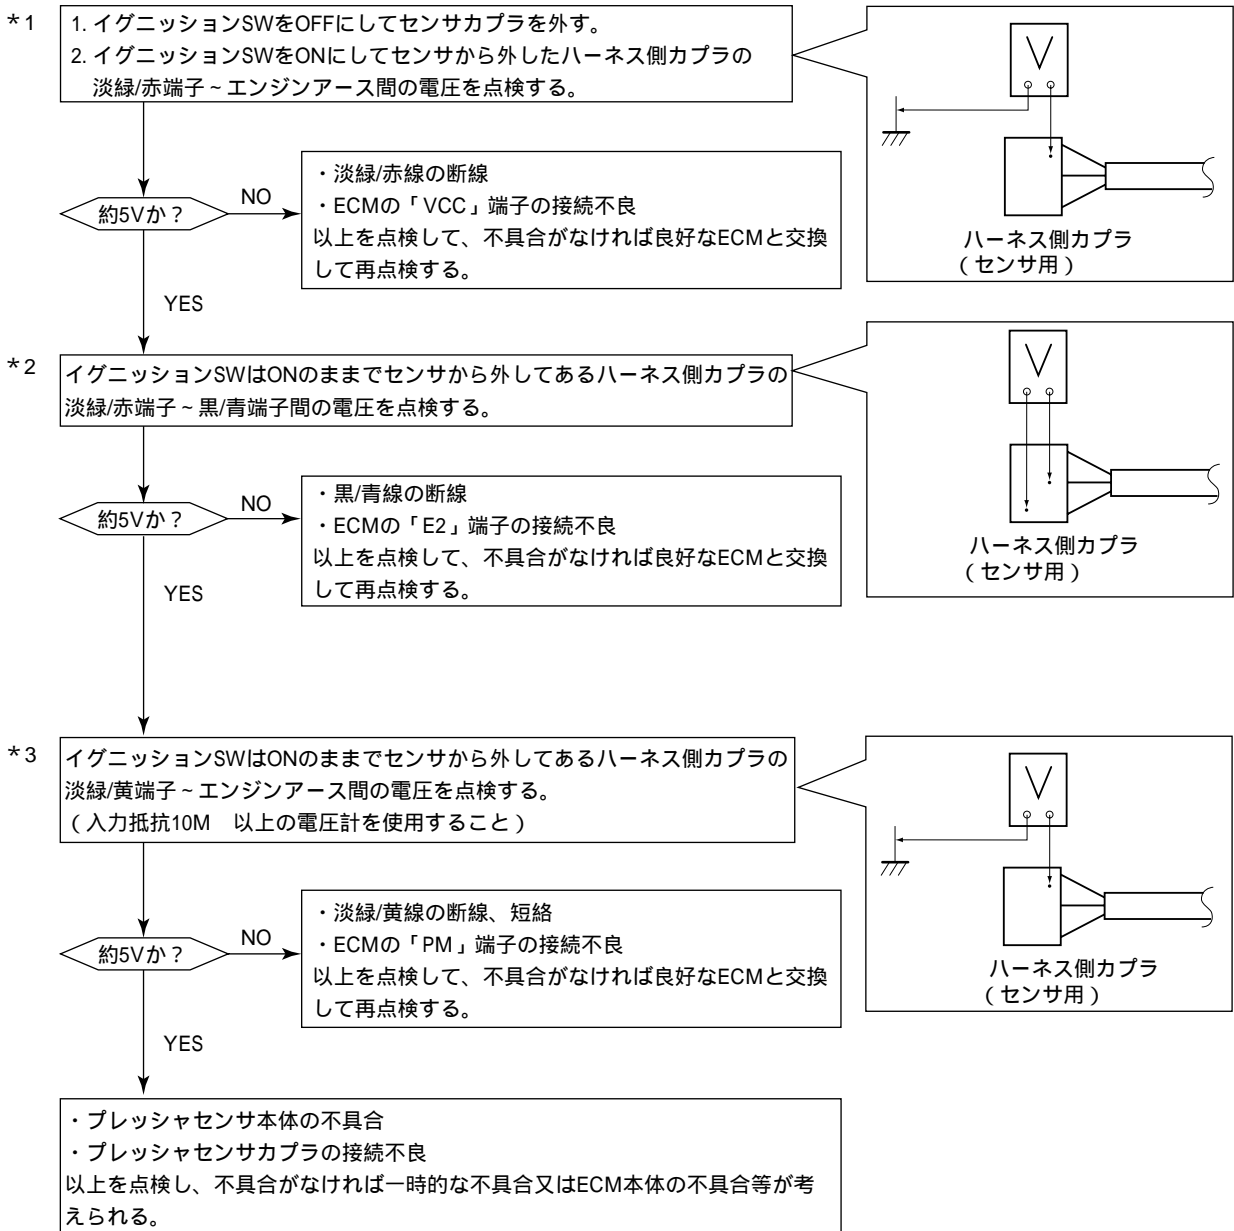 *1
1. イグニッションSWをOFFにしてセンサカプラを外す。
2. イグニッションSWをONにしてセンサから外したハーネス側カプラの
淡緑/赤端子~エンジンアース間の電圧を点検する。
V
ハーネス側カプラ
(センサ用)
約5Vか?
NO
・淡緑/赤線の断線
・ECMの「VCC」端子の接続不良
以上を点検して、不具合がなければ良好なECMと交換
して再点検する。
YES
*2
イグニッションSWはONのままでセンサから外してあるハーネス側カプラの
淡緑/赤端子~黒/青端子間の電圧を点検する。
V
ハーネス側カプラ
(センサ用)
約5Vか?
NO
・黒/青線の断線
・ECMの「E2」端子の接続不良
以上を点検して、不具合がなければ良好なECMと交換
して再点検する。
YES
*3
イグニッションSWはONのままでセンサから外してあるハーネス側カプラの
淡緑/黄端子~エンジンアース間の電圧を点検する。
(入力抵抗10M 以上の電圧計を使用すること)
V
ハーネス側カプラ
(センサ用)
約5Vか?
NO
・淡緑/黄線の断線、短絡
・ECMの「PM」端子の接続不良
以上を点検して、不具合がなければ良好なECMと交換
して再点検する。
YES
・プレッシャセンサ本体の不具合
・プレッシャセンサカプラの接続不良
以上を点検し、不具合がなければ一時的な不具合又はECM本体の不具合等が考
えられる。